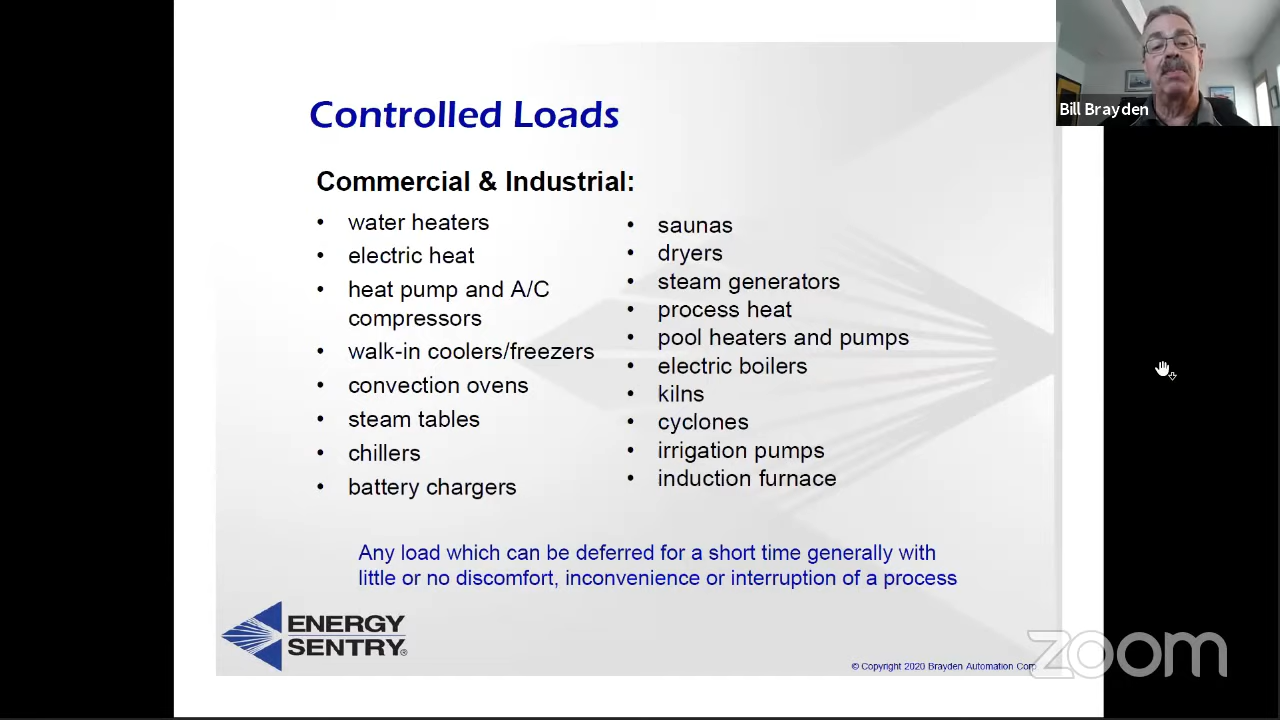 Controlled Loads
Commercial & Industrial:
• water heaters
• electric heat
• heat pump and A/C
compressors
• walk-in coolers/freezers
• convection ovens
• steam tables
• chillers
• battery chargers
• saunas
• dryers
• steam generators
• process heat
• pool heaters and pumps
• electric boilers
• kilns
• cyclones
• irrigation pumps
• induction furnace
Any load which can be deferred for a short time generally with
little or no discomfort, inconvenience or interruption of a process
ENERGY
SENTRY®
© Copyright 2020 Brayden Automation Corp
Bill Brayden
zoom